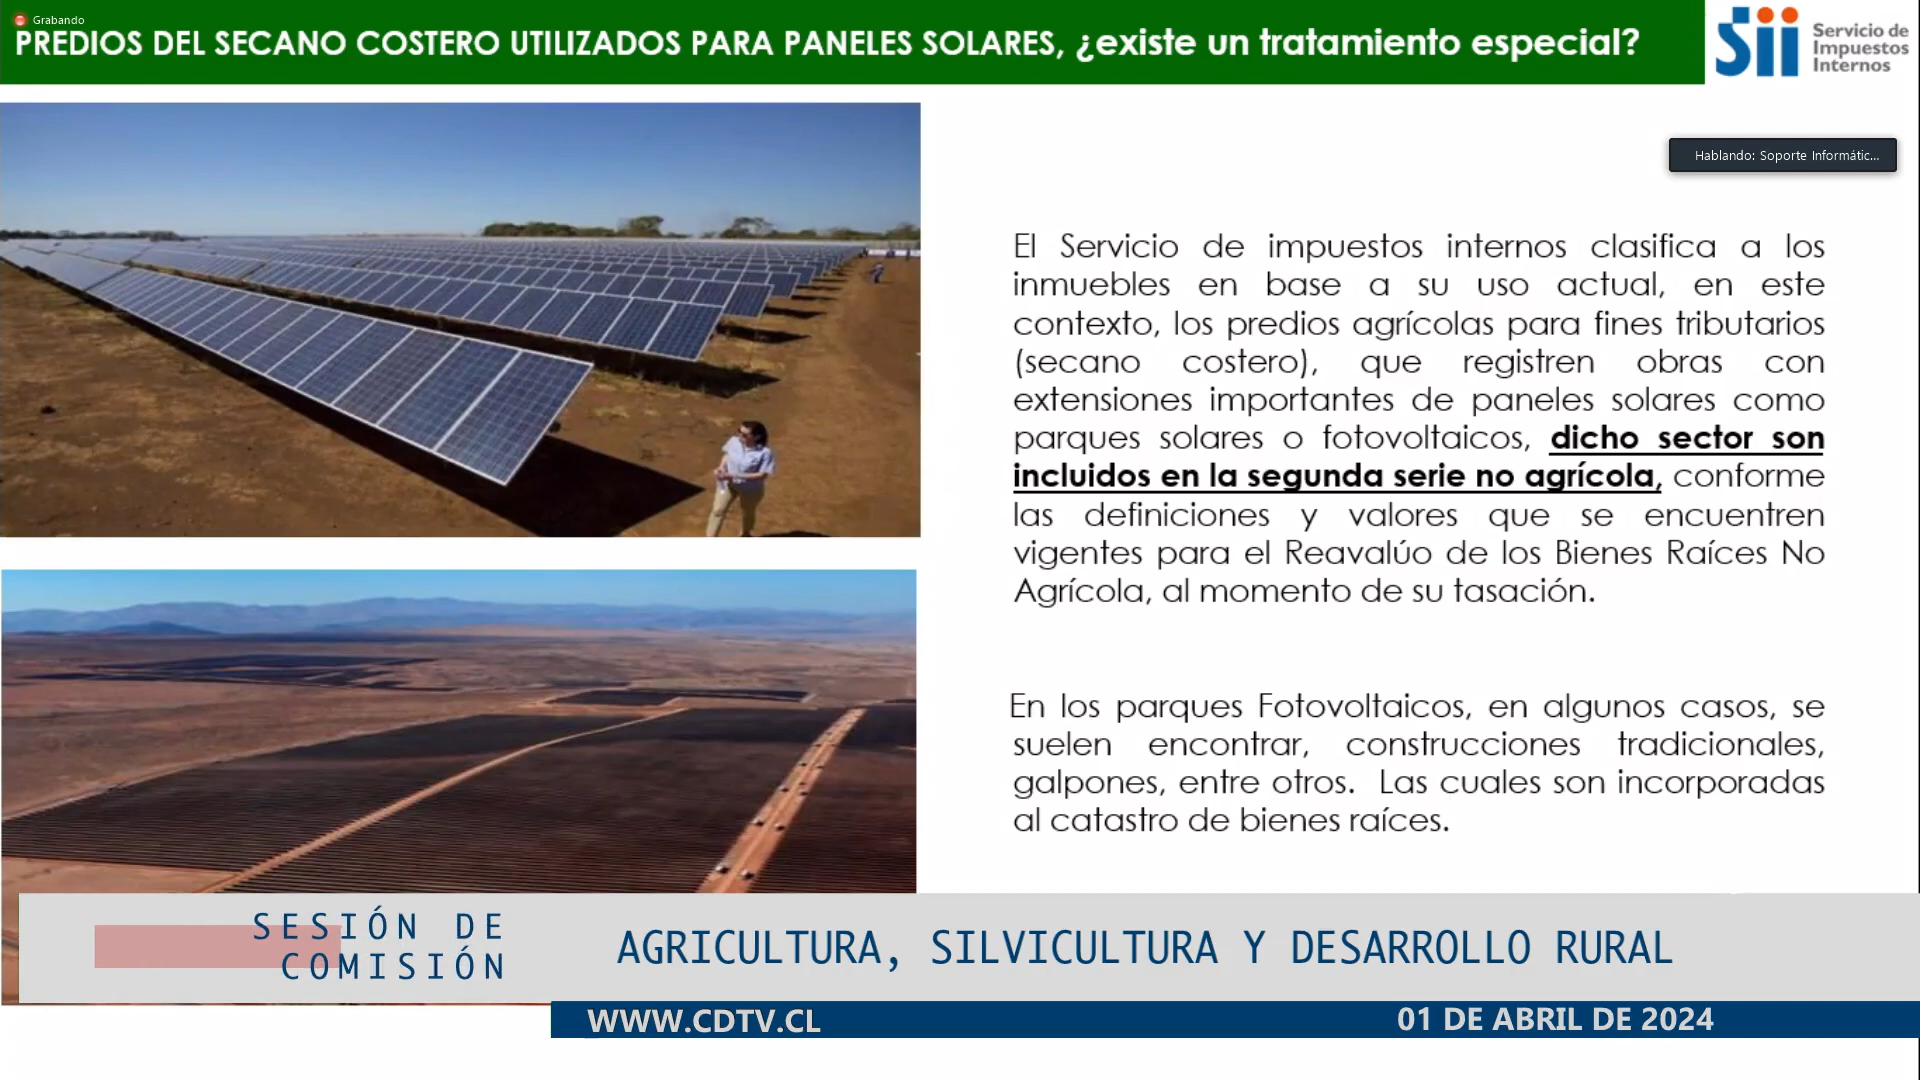 Grabando
PREDIOS DEL SECANO COSTERO UTILIZADOS PARA PANELES SOLARES, ¿existe un tratamiento especial?
Sii Servicio de
Impuestos
Internos
Hablando: Soporte Informátic...
El Servicio de impuestos internos clasifica a los
inmuebles en base a su uso actual, en este
contexto, los predios agrícolas para fines tributarios
(secano costero), que registren obras con
extensiones importantes de paneles solares como
parques solares o fotovoltaicos, dicho sector son
incluidos en la segunda serie no agrícola, conforme
las definiciones y valores que se encuentren
vigentes para el Reavalúo de los Bienes Raíces No
Agrícola, al momento de su tasación.
En los parques Fotovoltaicos, en algunos casos, se
suelen encontrar, construcciones tradicionales,
galpones, entre otros. Las cuales son incorporadas
al catastro de bienes raíces.
SESIÓN DE
COMISIÓN
AGRICULTURA, SILVICULTURA Y DESARROLLO RURAL
WWW.CDTV.CL
01 DE ABRIL DE 2024